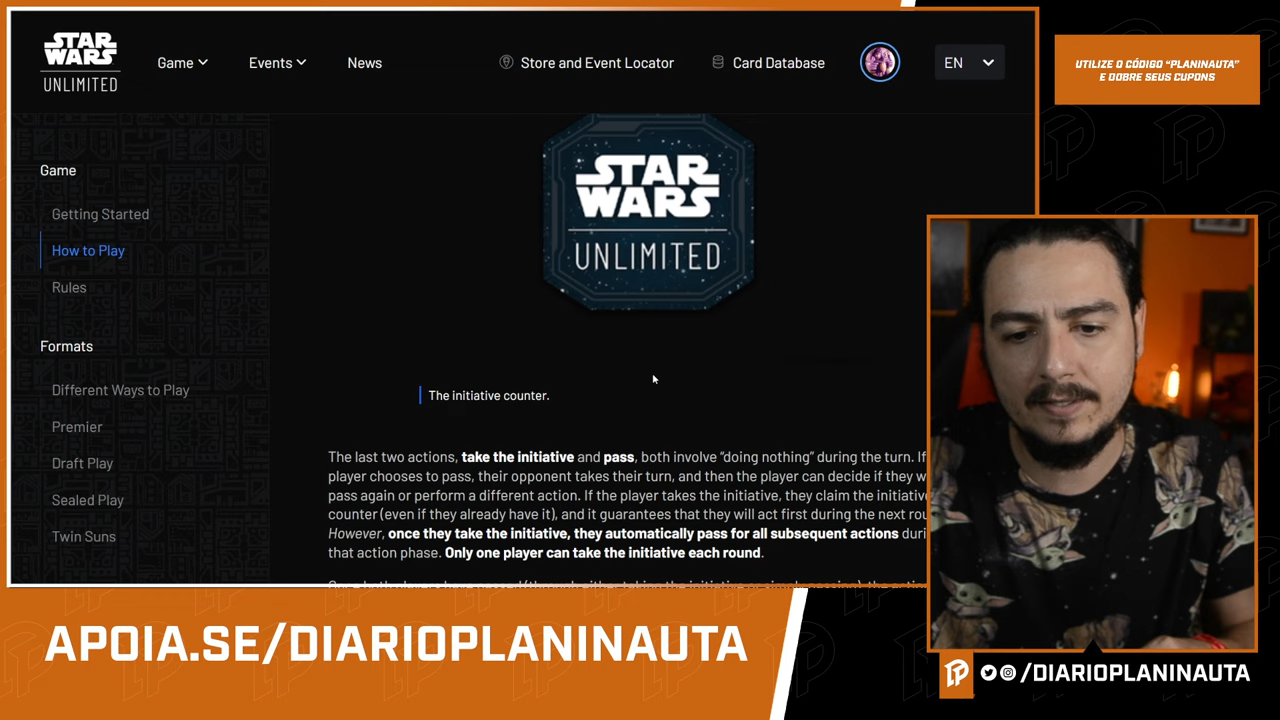 STAR
WARS
UNLIMITED
Game
Events
News
Store and Event Locator
Card Database
EN
UTILIZE O CÓDIGO “PLANINAUTA”
E DOBRE SEUS CUPONS
Game
Getting Started
How to Play
Rules
Formats
Different Ways to Play
Premier
Draft Play
Sealed Play
Twin Suns
STAR
WARS
UNLIMITED
The initiative counter.
The last two actions, take the initiative and pass, both involve “doing nothing” during the turn. If
player chooses to pass, their opponent takes their turn, and then the player can decide if they w
pass again or perform a different action. If the player takes the initiative, they claim the initiative
counter (even if they already have it), and it guarantees that they will act first during the next rou
However, once they take the initiative, they automatically pass for all subsequent actions duri
that action phase. Only one player can take the initiative each round.
APOIA.SE/DIARIOPLANINAUTA
/DIARIOPLANINAUTA